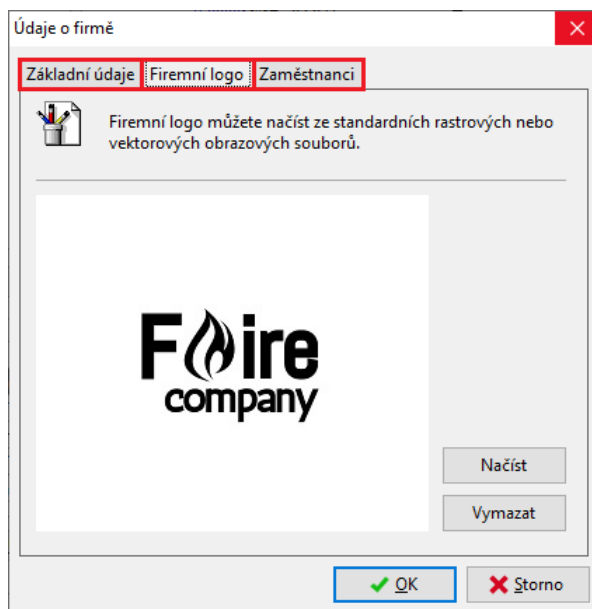 Údaje o firmě
Základní údaje Firemní logo Zaměstnanci
Firemní logo můžete načíst ze standardních rastrových nebo
vektorových obrazových souborů.
F ire
company
Načíst
Vymazat
OK Storno